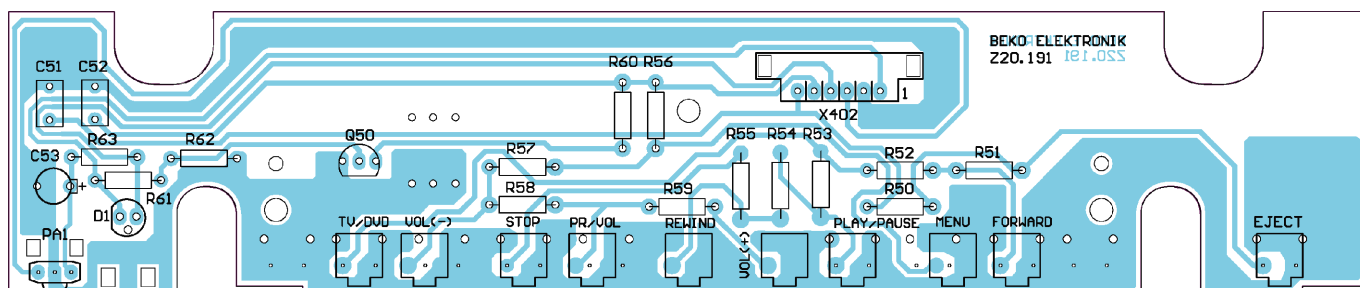 BEKO ELEKTRONIK
Z20.191
Z20.191
C51
C52
R60
R56
1
X402
R63
R62
Q50
R57
R55
R54
R53
C53
+
R61
R52
R51
D1
R58
R59
R50
PA1
TV/DVD
VOL(-)
STOP
PR/VOL
REWIND
VOL(+)
PLAY/PAUSE
MENU
FORWARD
EJECT